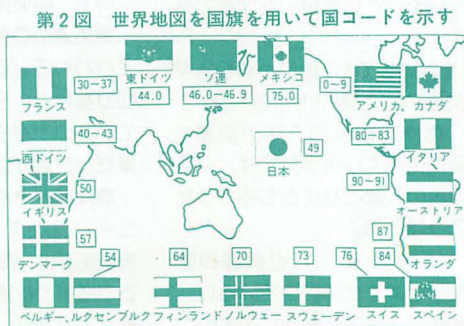 第2図 世界地図を国旗を用いて国コードを示す
東ドイツ ソ連 メキシコ
44.0 46.0~46.9 75.0
フランス 30~37
0~9 アメリカ、カナダ
西ドイツ 40~43
日本 49
80~83 イタリア
イギリス 50
90~91 オーストリア
デンマーク 57
87 オランダ
54 64 70 73 76 84
ベルギー、ルクセンブルク フィンランド ノルウェー スウェーデン スイス スペイン